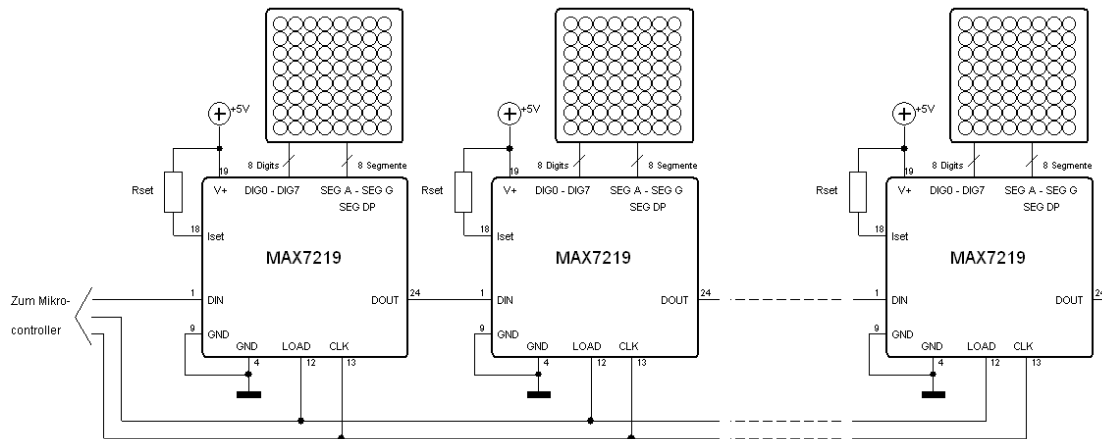 +5V
+5V
+5V
8 Digits
8 Segmente
8 Digits
8 Segmente
8 Digits
8 Segmente
19
19
19
Rset
V+
DIG0 - DIG7
SEG A - SEG G
SEG DP
Rset
V+
DIG0 - DIG7
SEG A - SEG G
SEG DP
Rset
V+
DIG0 - DIG7
SEG A - SEG G
SEG DP
18
Iset
18
Iset
18
Iset
MAX7219
MAX7219
MAX7219
Zum Mikro-
controller
1
DIN
DOUT
24
1
DIN
DOUT
24
1
DIN
DOUT
24
9
GND
9
GND
9
GND
GND
LOAD
CLK
GND
LOAD
CLK
GND
LOAD
CLK
4
12
13
4
12
13
4
12
13